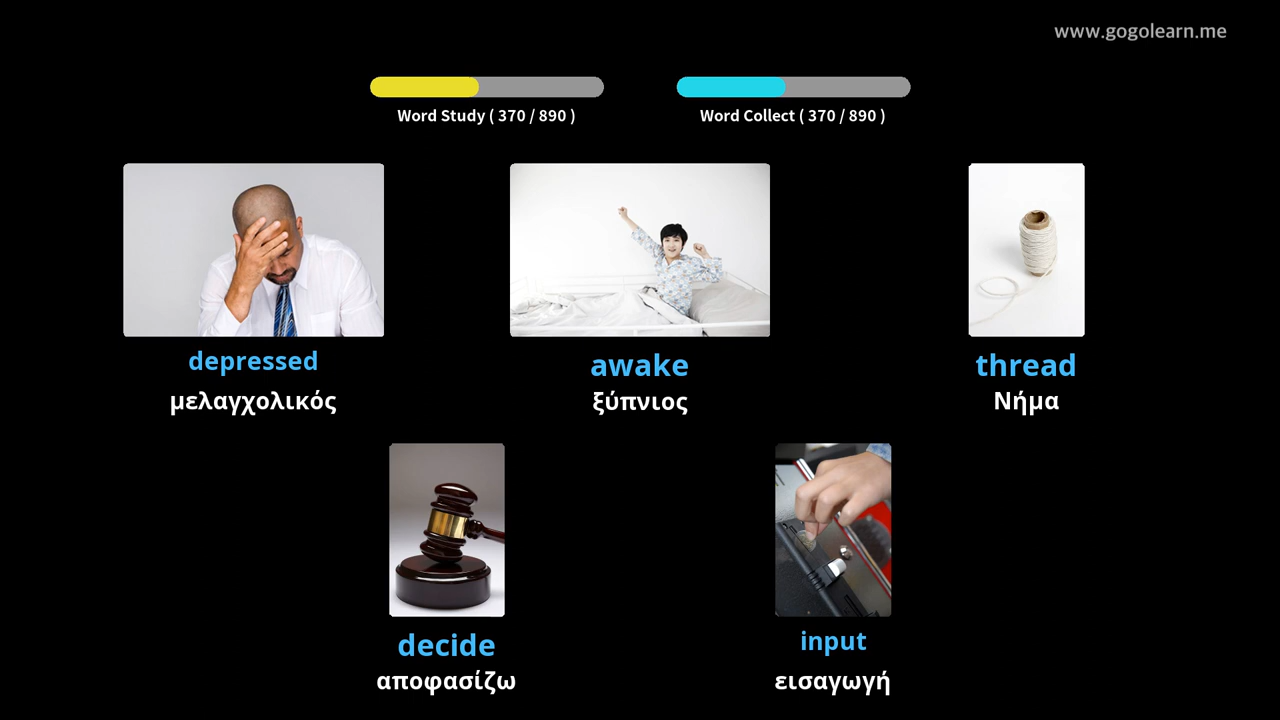 www.gogolearn.me
Word Study ( 370 / 890 )
Word Collect ( 370 / 890 )
depressed
awake
thread
μελαγχολικός
ξύπνιος
Νήμα
decide
input
αποφασίζω
εισαγωγή